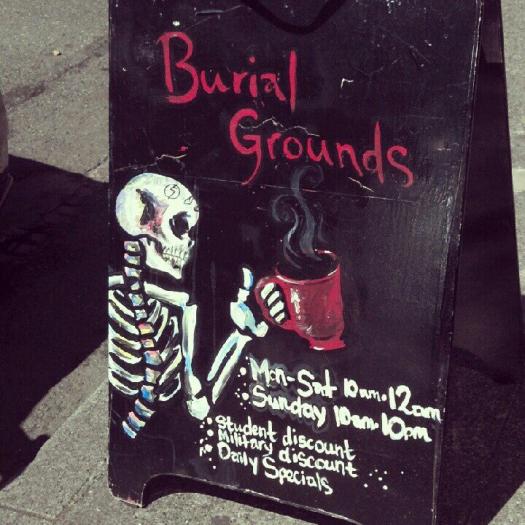 Burial
Grounds
Mon-Sat 10am-12am
Sunday 10am-10pm
Student discount
Military discount
Daily Specials